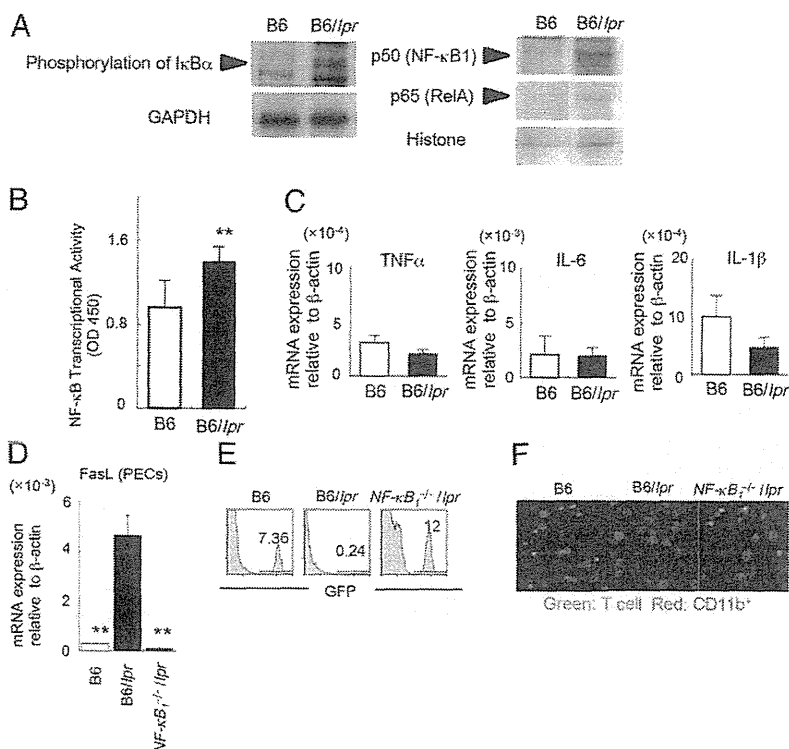 A
B6 B6/lpr
Phosphorylation of IκBα
GAPDH
B6 B6/lpr
p50 (NF-κB1)
p65 (RelA)
Histone
B
NF-κB Transcriptional Activity
(OD 450)
1.6
0.8
0
**
B6
B6/lpr
C
(×10-4)
mRNA expression
relative to β-actin
10
5
0
TNFα
B6
B6/lpr
(×10-3)
mRNA expression
relative to β-actin
10
5
0
IL-6
B6
B6/lpr
(×10-4)
mRNA expression
relative to β-actin
20
10
0
IL-1β
B6
B6/lpr
D
FasL (PECs)
(×10-3)
mRNA expression
relative to β-actin
6
4
2
0
** **
B6
B6/lpr
NF-κB1-/-/lpr
E
B6 B6/lpr NF-κB1-/-/lpr
7.36 0.24 12
GFP
F
B6 B6/lpr NF-κB1-/-/lpr
Green: T cell Red: CD11b+